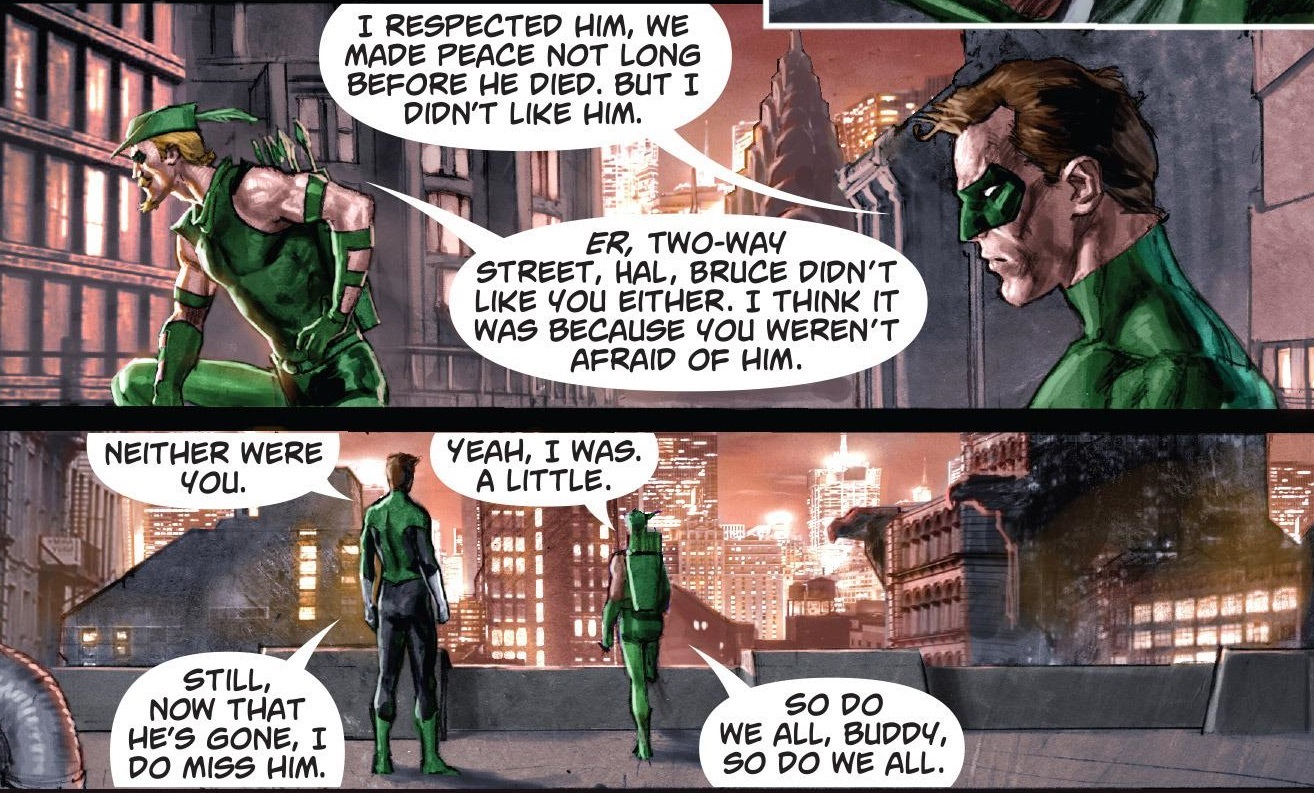 I RESPECTED HIM, WE
MADE PEACE NOT LONG
BEFORE HE DIED. BUT I
DIDN'T LIKE HIM.
ER, TWO-WAY
STREET, HAL, BRUCE DIDN'T
LIKE YOU EITHER. I THINK IT
WAS BECAUSE YOU WEREN'T
AFRAID OF HIM.
NEITHER WERE
YOU.
YEAH, I WAS.
A LITTLE.
STILL,
NOW THAT
HE'S GONE, I
DO MISS HIM.
SO DO
WE ALL, BUDDY,
SO DO WE ALL.